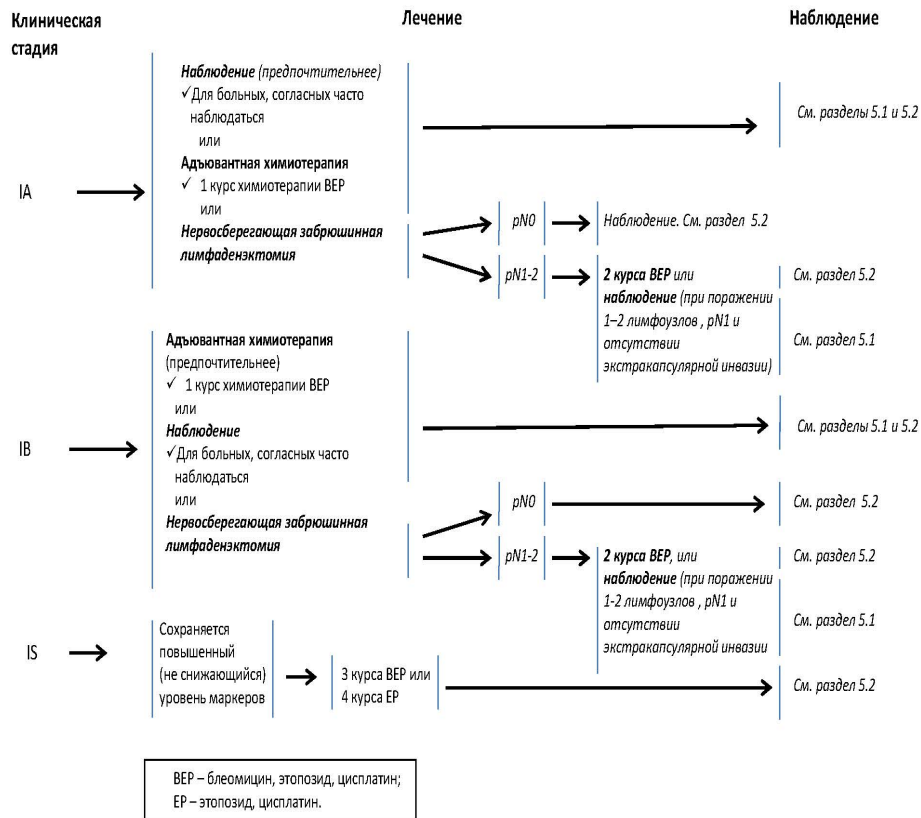 Клиническая стадия
Лечение
Наблюдение
IA
Наблюдение (предпочтительнее)
✓Для больных, согласных часто
наблюдаться
или
Адъювантная химиотерапия
✓ 1 курс химиотерапии BEP
или
Нервосберегающая забрюшинная
лимфаденэктомия
См. разделы 5.1 и 5.2
pN0
Наблюдение. См. раздел 5.2
pN1-2
2 курса BEP или
наблюдение (при поражении
1–2 лимфоузлов , pN1 и
отсутствии
экстракапсулярной инвазии)
См. раздел 5.2
См. раздел 5.1
IB
Адъювантная химиотерапия
(предпочтительнее)
✓ 1 курс химиотерапии BEP
или
Наблюдение
✓Для больных, согласных часто
наблюдаться
или
Нервосберегающая забрюшинная
лимфаденэктомия
См. разделы 5.1 и 5.2
pN0
См. раздел 5.2
pN1-2
2 курса BEP, или
наблюдение (при поражении
1-2 лимфоузлов , pN1 и
отсутствии
экстракапсулярной инвазии
См. раздел 5.2
См. раздел 5.1
IS
Сохраняется
повышенный
(не снижающийся)
уровень маркеров
3 курса BEP или
4 курса EP
См. раздел 5.2
BEP – блеомицин, этопозид, цисплатин;
EP – этопозид, цисплатин.